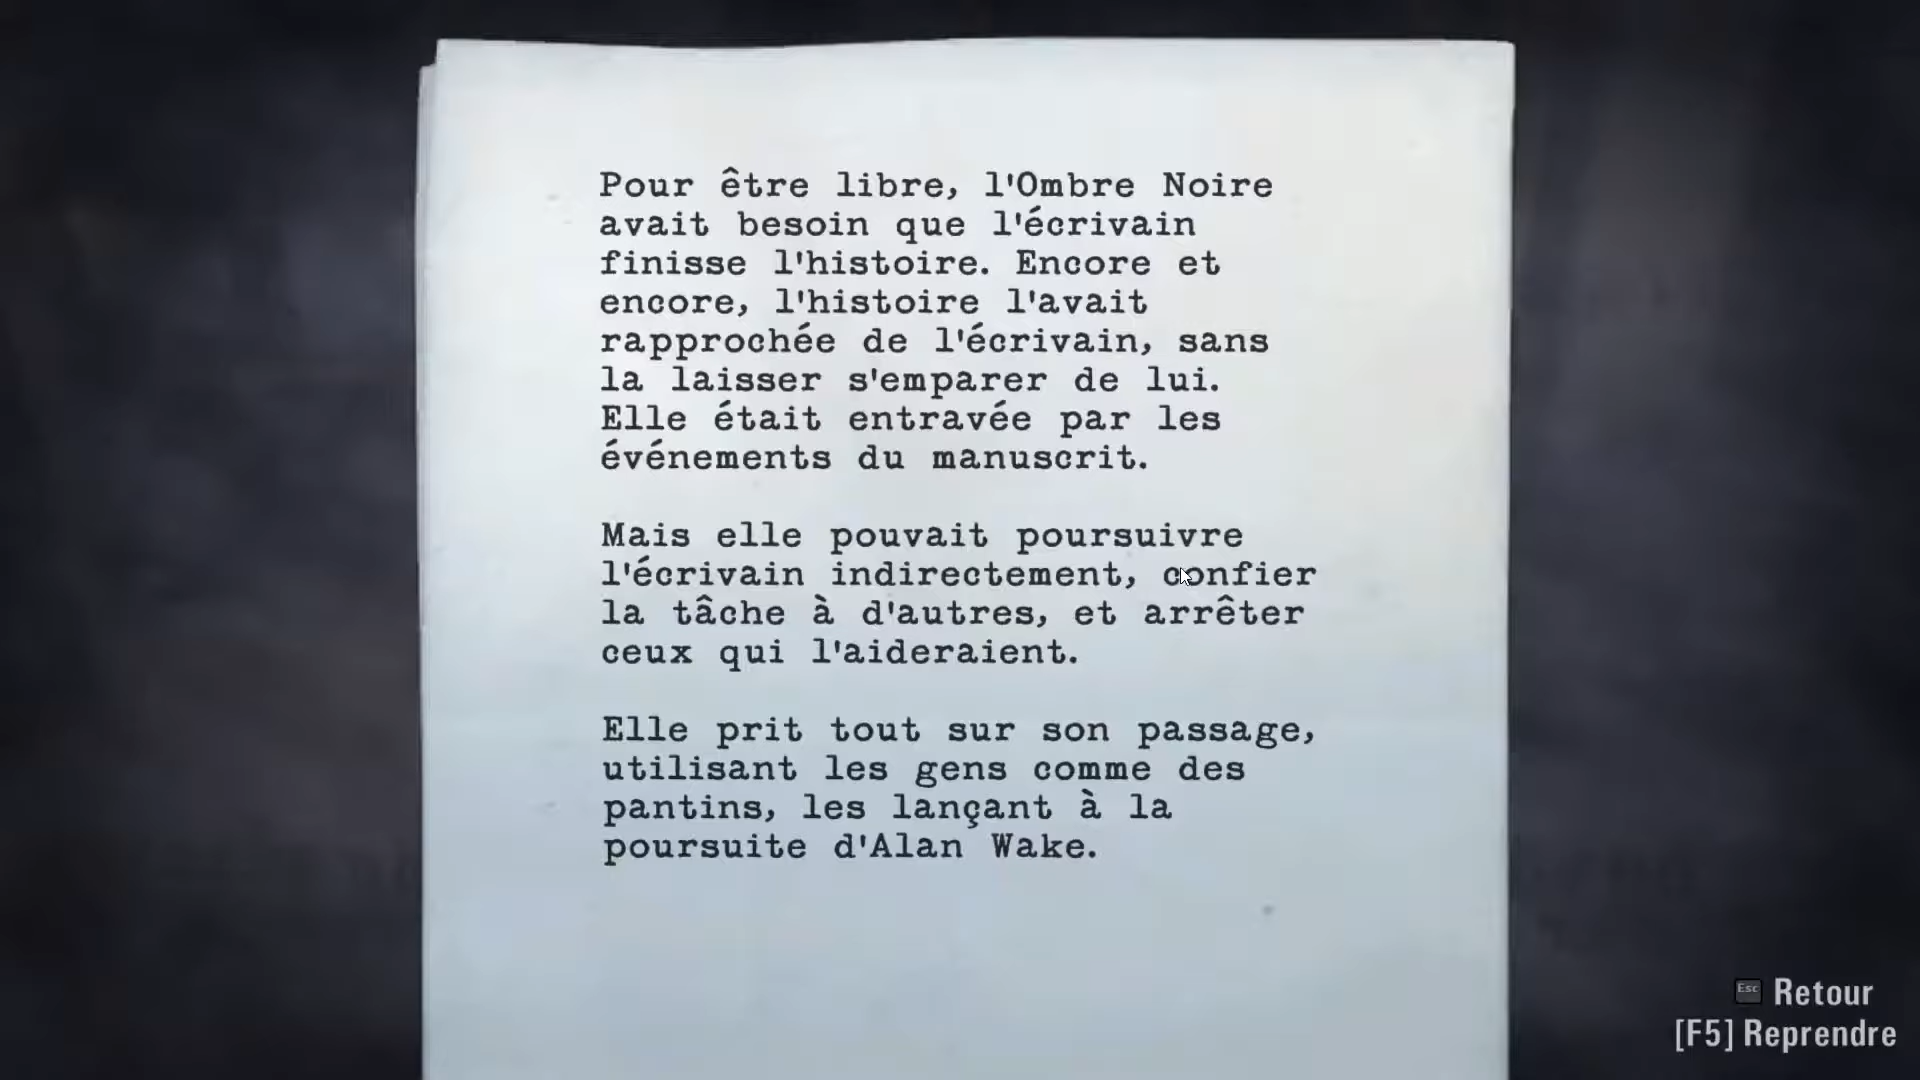 Pour être libre, l'Ombre Noire
avait besoin que l'écrivain
finisse l'histoire. Encore et
encore, l'histoire l'avait
rapprochée de l'écrivain, sans
la laisser s'emparer de lui.
Elle était entravée par les
événements du manuscrit.
Mais elle pouvait poursuivre
l'écrivain indirectement, confier
la tâche à d'autres, et arrêter
ceux qui l'aideraient.
Elle prit tout sur son passage,
utilisant les gens comme des
pantins, les lançant à la
poursuite d'Alan Wake.
Esc Retour
[F5] Reprendre